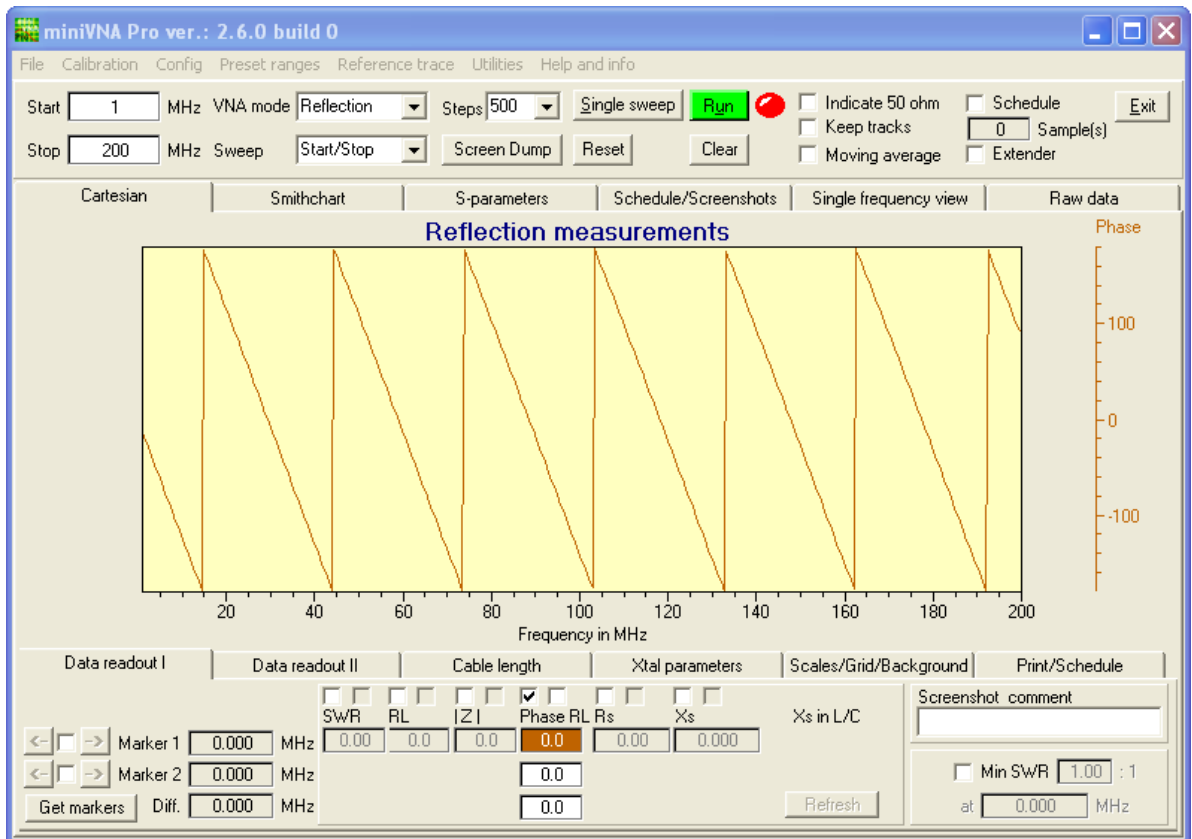 miniVNA Pro ver.: 2.6.0 build 0
File Calibration Config Preset ranges Reference trace Utilities Help and info
Start 1 MHz VNA mode Reflection Steps 500 Single sweep Run Indicate 50 ohm Schedule Exit
Keep tracks 0 Sample(s)
Stop 200 MHz Sweep Start/Stop Screen Dump Reset Clear Moving average Extender
Cartesian Smithchart S-parameters Schedule/Screenshots Single frequency view Raw data
Reflection measurements Phase
100
0
-100
20 40 60 80 100 120 140 160 180 200
Frequency in MHz
Data readout I Data readout II Cable length Xtal parameters Scales/Grid/Background Print/Schedule
Screenshot comment
SWR RL |Z| Phase RL Rs Xs Xs in L/C
<- -> Marker 1 0.000 MHz 0.00 0.0 0.0 0.0 0.00 0.000
<- -> Marker 2 0.000 MHz 0.0 Min SWR 1.00 : 1
Get markers Diff. 0.000 MHz 0.0 Refresh at 0.000 MHz